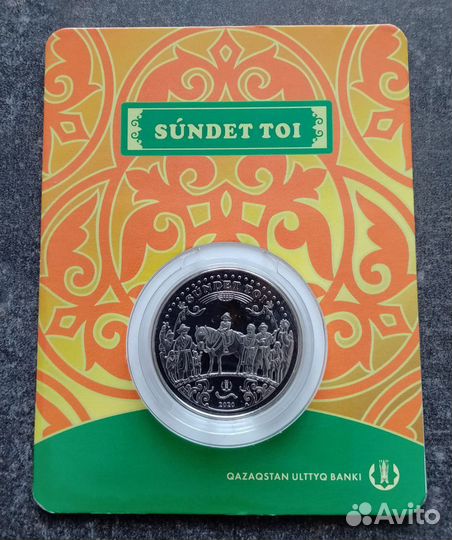 SÚNDET TOI
SÚNDET TOI
2020
QAZAQSTAN ULTTYQ BANKI
Avito